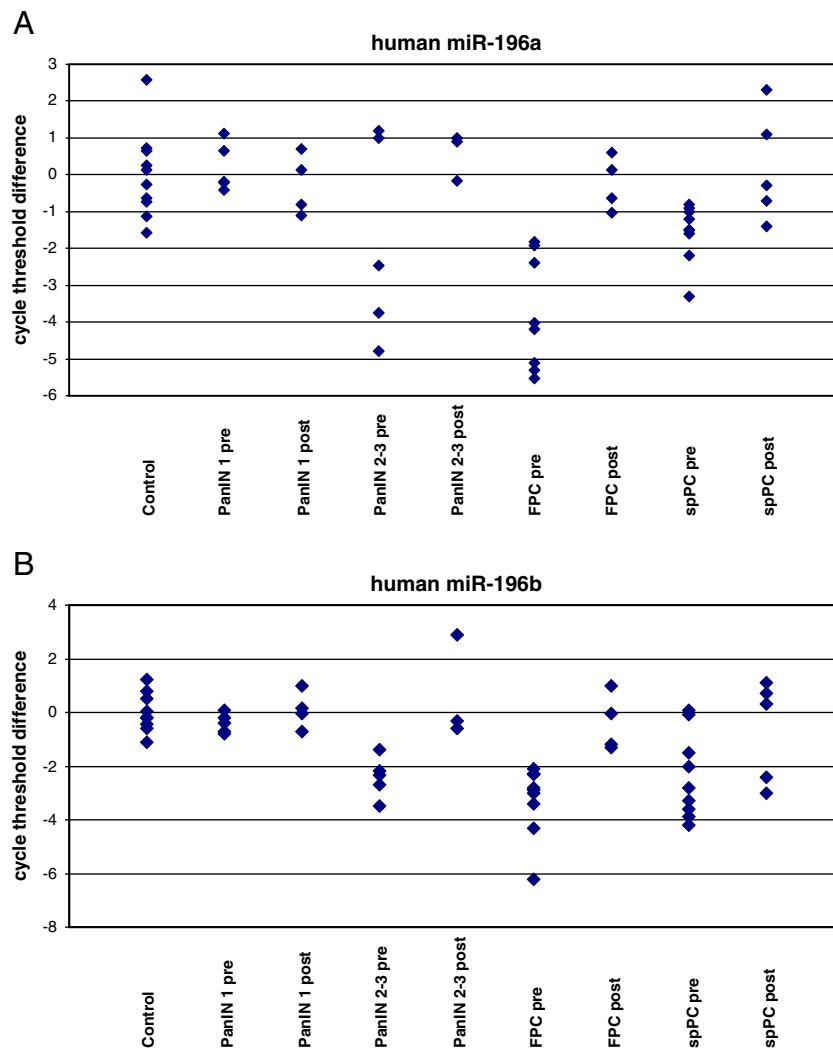 A
human miR-196a
cycle threshold difference
3
2
1
0
-1
-2
-3
-4
-5
-6
Control
PanIN 1 pre
PanIN 1 post
PanIN 2-3 pre
PanIN 2-3 post
FPC pre
FPC post
spPC pre
spPC post
B
human miR-196b
cycle threshold difference
4
2
0
-2
-4
-6
-8
Control
PanIN 1 pre
PanIN 1 post
PanIN 2-3 pre
PanIN 2-3 post
FPC pre
FPC post
spPC pre
spPC post